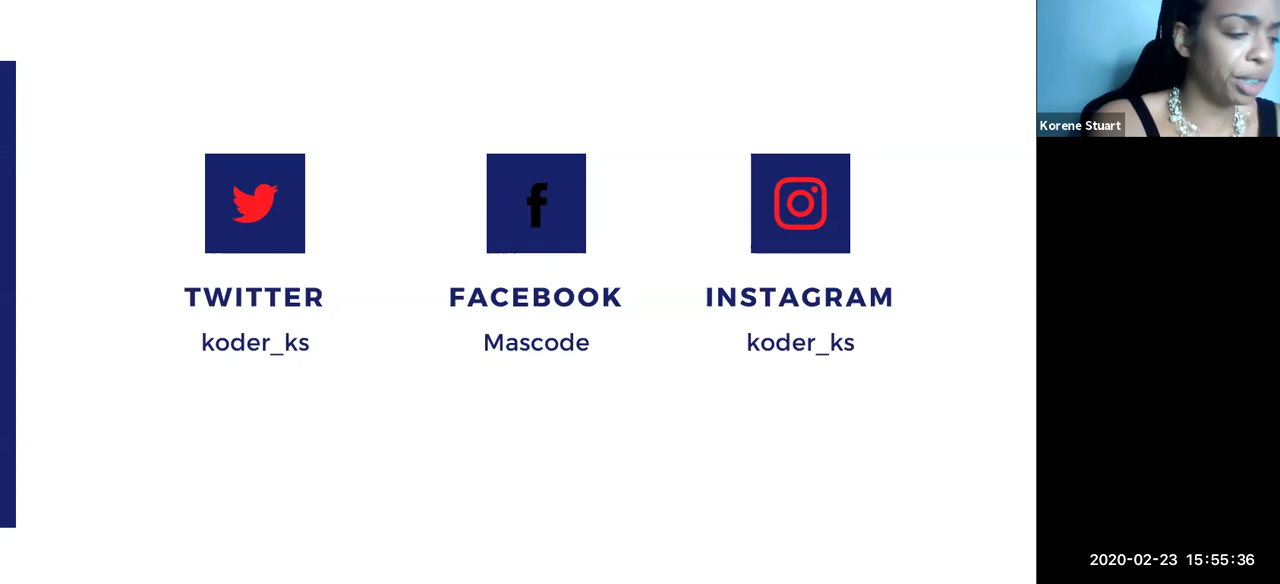 Korene Stuart
TWITTER
FACEBOOK
INSTAGRAM
koder_ks
Mascode
koder_ks
2020-02-23 15:55:36